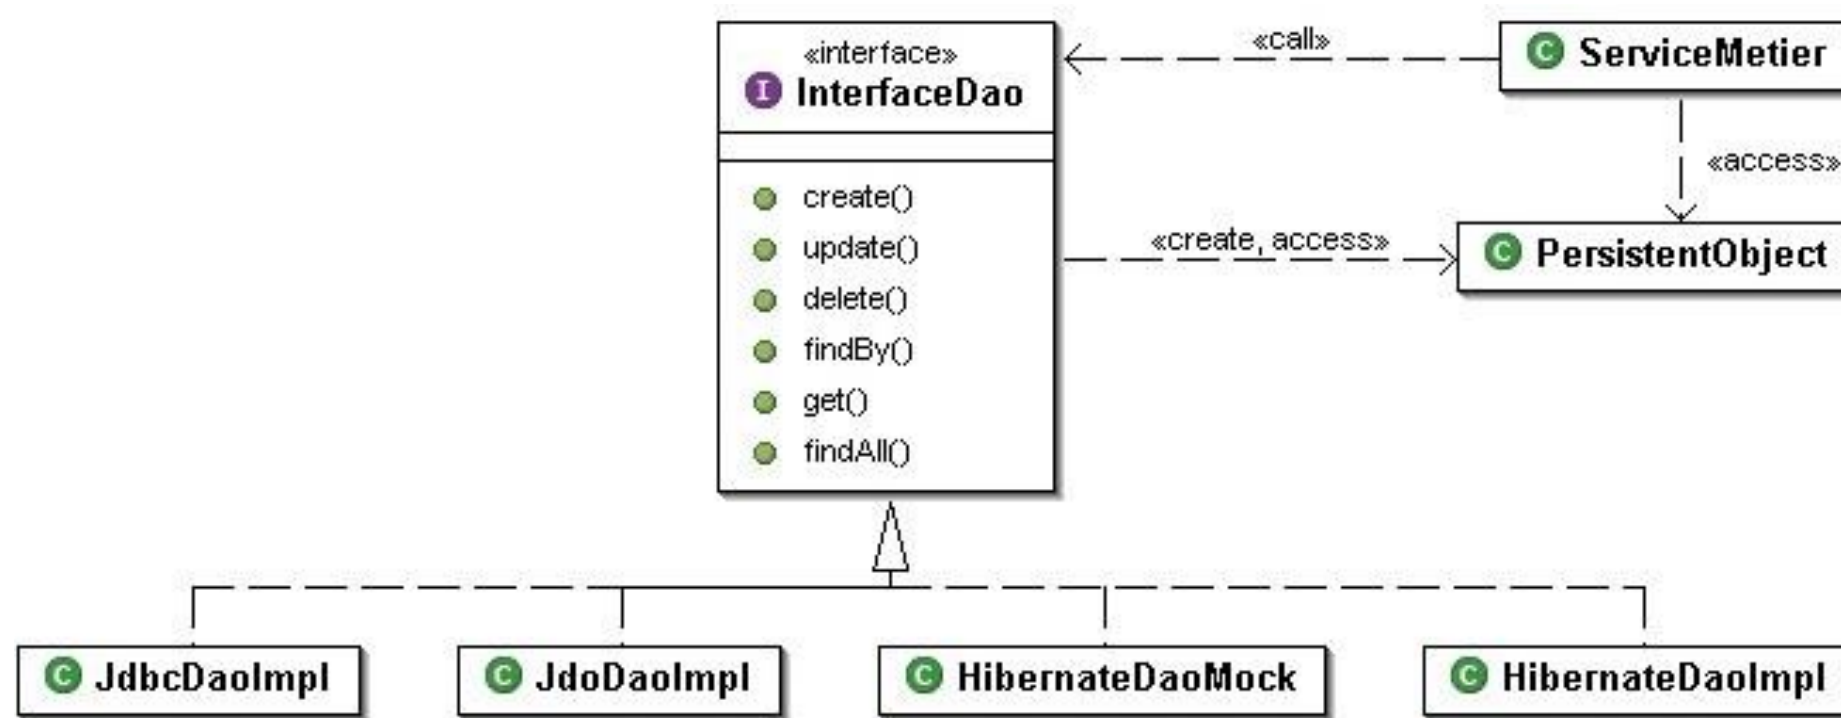 «interface»
I InterfaceDao
create()
update()
delete()
findBy()
get()
findAll()
«call»
C ServiceMetier
«access»
«create, access»
C PersistentObject
C JdbcDaoImpl
C JdoDaoImpl
C HibernateDaoMock
C HibernateDaoImpl